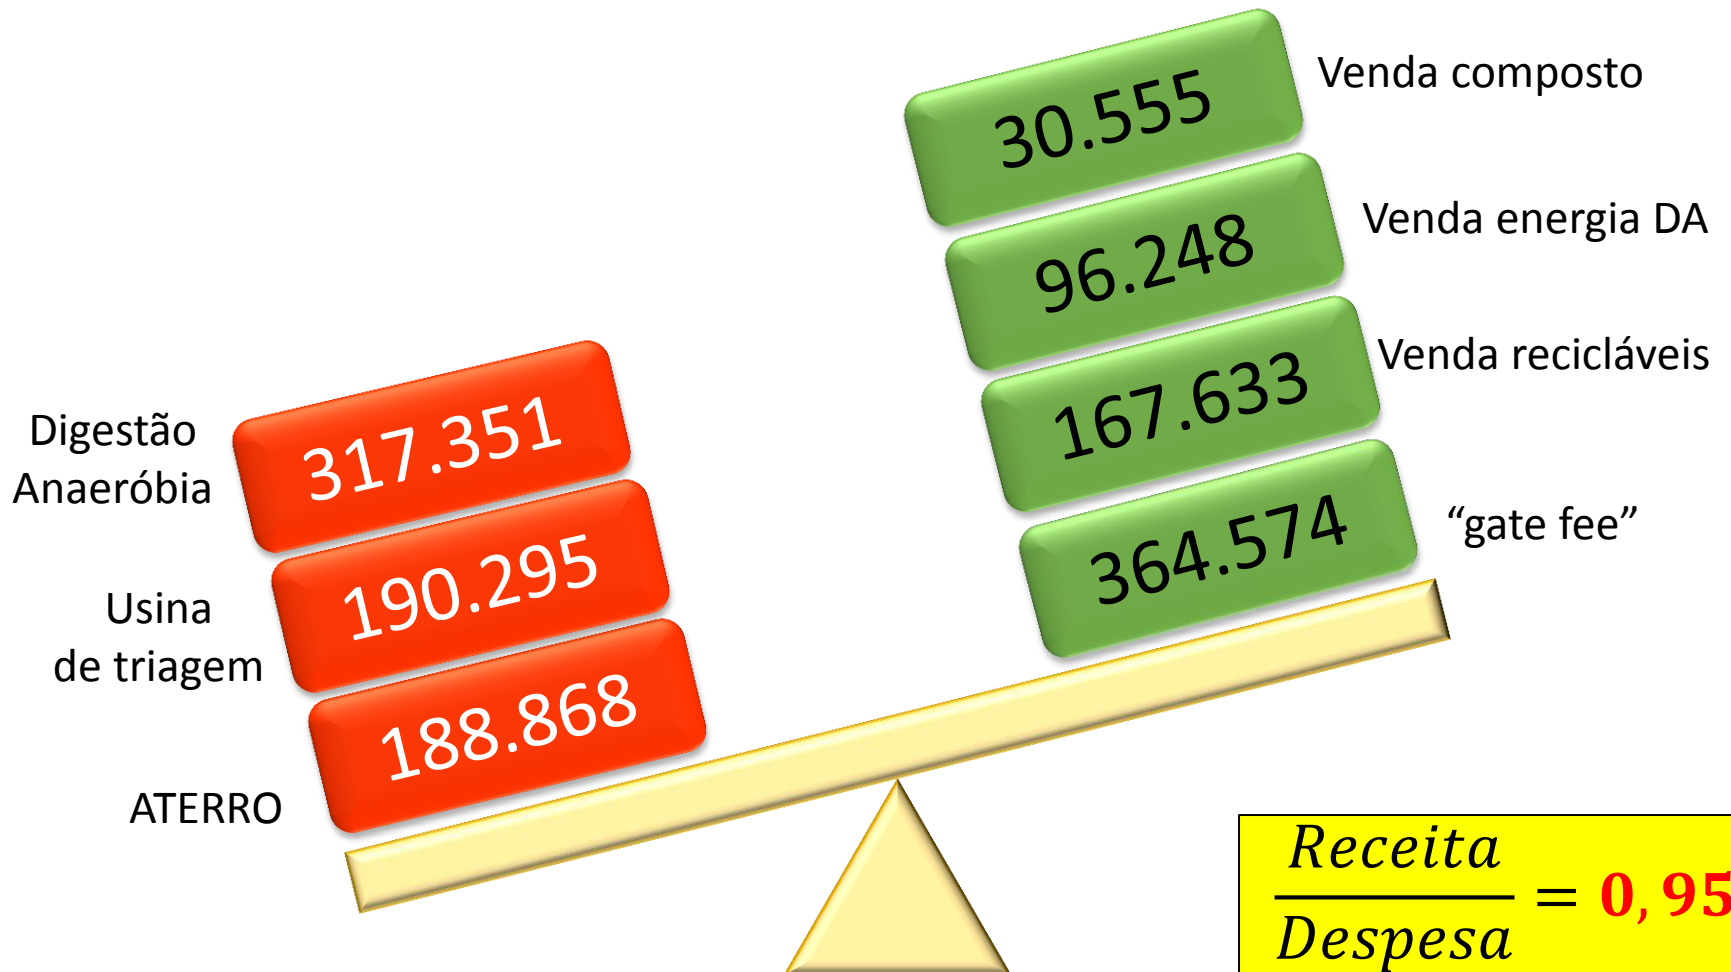 30.555
Venda composto
96.248
Venda energia DA
167.633
Venda recicláveis
364.574
“gate fee”
Digestão
Anaeróbia
317.351
Usina
de triagem
190.295
ATERRO
188.868
Receita
Despesa
= 0,95